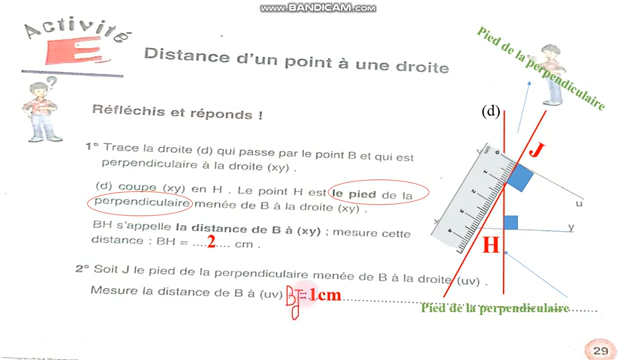 WWW.BANDICAM.COM
Activité
E
Distance d'un point à une droite
Pied de la perpendiculaire
Réfléchis et réponds !
1° Trace la droite (d) qui passe par le point B et qui est
perpendiculaire à la droite (xy).
(d) coupe (xy) en H . Le point H est le pied de la
perpendiculaire menée de B à la droite (xy) .
BH s'appelle la distance de B à (xy) ; mesure cette
distance : BH = ....2.... cm .
2° Soit J le pied de la perpendiculaire menée de B à la droite (uv) .
Mesure la distance de B à (uv) = 1cm
(d)
J
u
H
y
Pied de la perpendiculaire
29